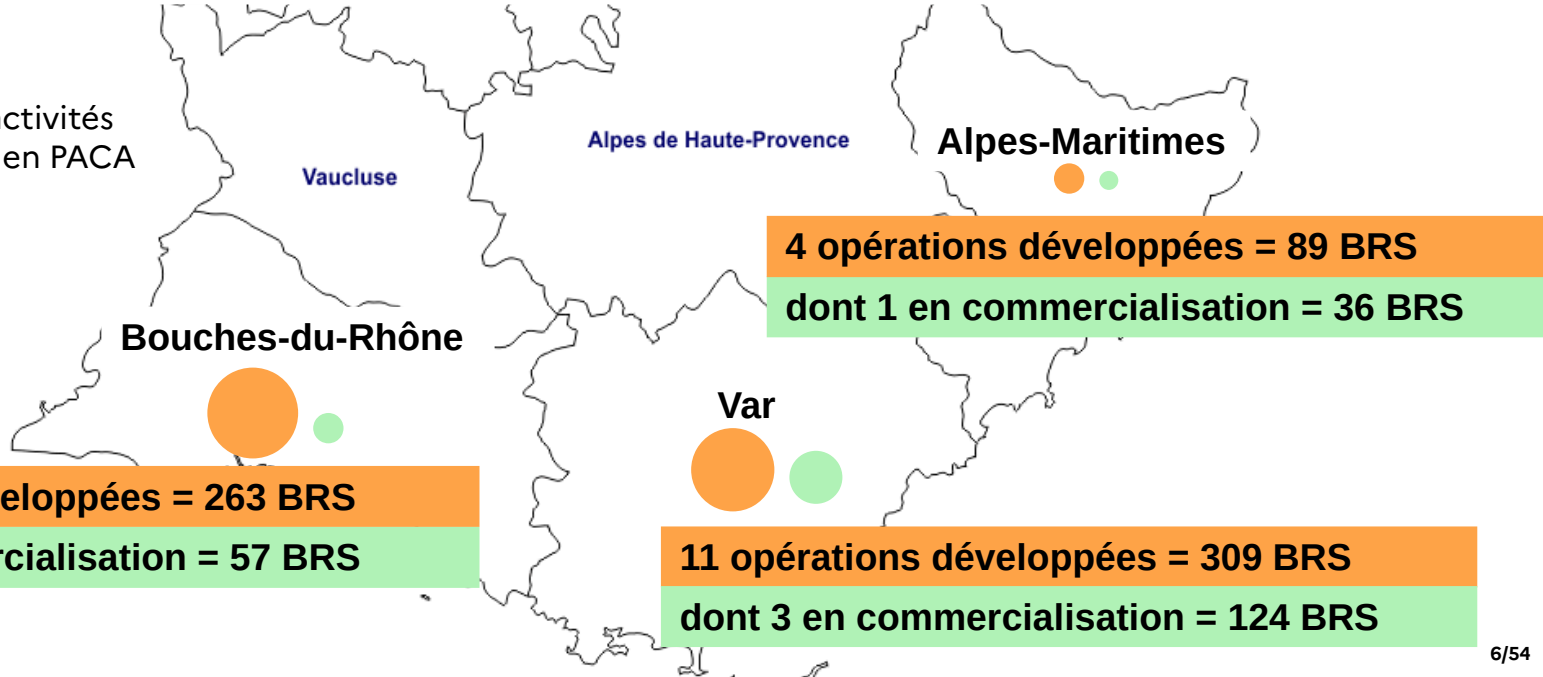 activités
en PACA
Vaucluse
Alpes de Haute-Provence
Alpes-Maritimes
4 opérations développées = 89 BRS
dont 1 en commercialisation = 36 BRS
Bouches-du-Rhône
eloppées = 263 BRS
rcialisation = 57 BRS
Var
11 opérations développées = 309 BRS
dont 3 en commercialisation = 124 BRS
6/54